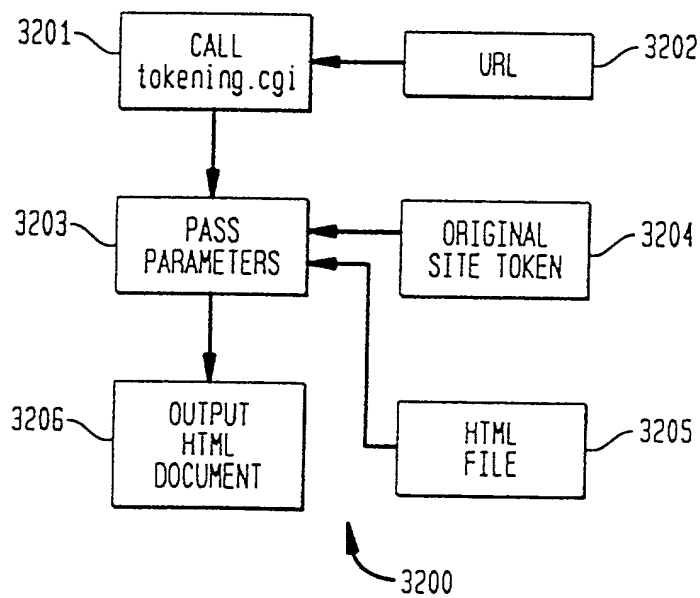 3201
CALL
tokening.cgi
URL
3202
3203
PASS
PARAMETERS
ORIGINAL
SITE TOKEN
3204
3206
OUTPUT
HTML
DOCUMENT
HTML
FILE
3205
3200